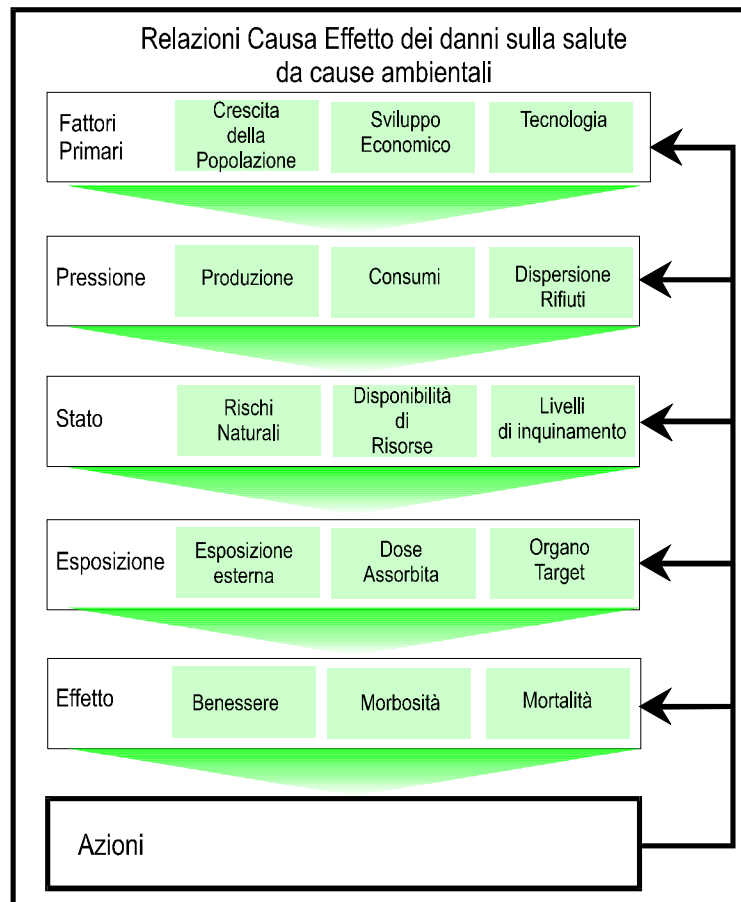 Relazioni Causa Effetto dei danni sulla salute
da cause ambientali
Fattori
Primari
Crescita
della
Popolazione
Sviluppo
Economico
Tecnologia
Pressione
Produzione
Consumi
Dispersione
Rifiuti
Stato
Rischi
Naturali
Disponibilità
di
Risorse
Livelli
di inquinamento
Esposizione
Esposizione
esterna
Dose
Assorbita
Organo
Target
Effetto
Benessere
Morbosità
Mortalità
Azioni